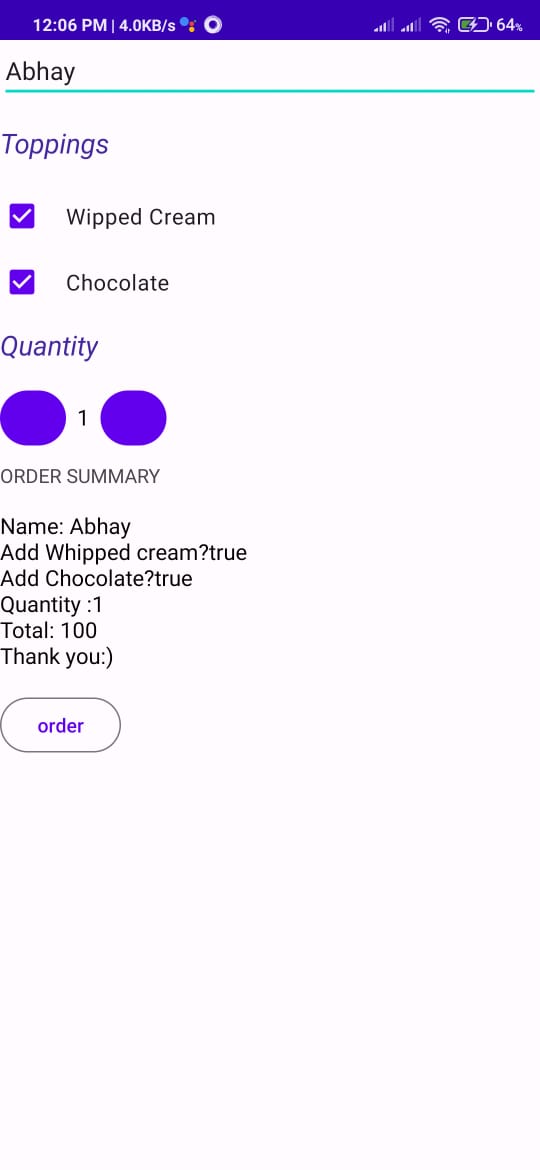 12:06 PM | 4.0KB/s 64%
Abhay
Toppings
Wipped Cream
Chocolate
Quantity
1
ORDER SUMMARY
Name: Abhay
Add Whipped cream?true
Add Chocolate?true
Quantity :1
Total: 100
Thank you:)
order